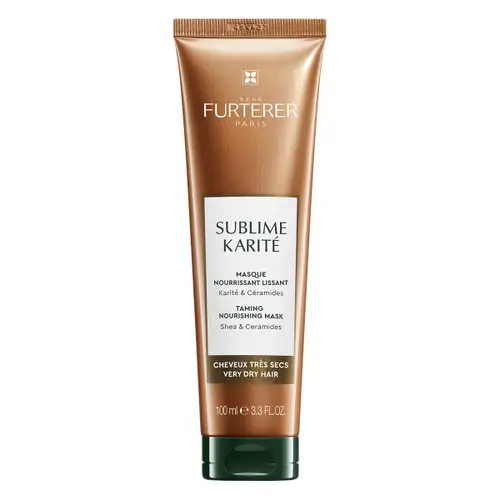 RENE
FURTERER
PARIS
SUBLIME
KARITÉ
MASQUE
NOURRISSANT LISSANT
Karité & Céramides
TAMING
NOURISHING MASK
Shea & Ceramides
CHEVEUX TRÈS SECS
VERY DRY HAIR
100 ml e 3.3 FL.OZ.